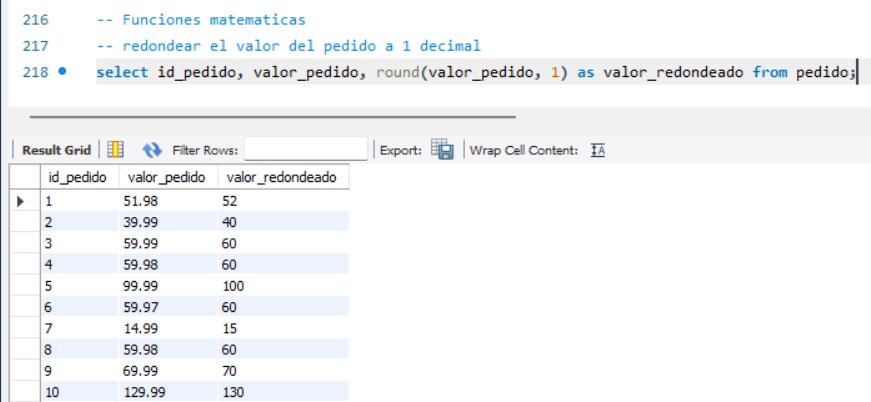 216 -- Funciones matematicas
217 -- redondear el valor del pedido a 1 decimal
218 select id_pedido, valor_pedido, round(valor_pedido, 1) as valor_redondeado from pedido;
Result Grid Filter Rows: Export: Wrap Cell Content: IA
id_pedido valor_pedido valor_redondeado
1 51.98 52
2 39.99 40
3 59.99 60
4 59.98 60
5 99.99 100
6 59.97 60
7 14.99 15
8 59.98 60
9 69.99 70
10 129.99 130